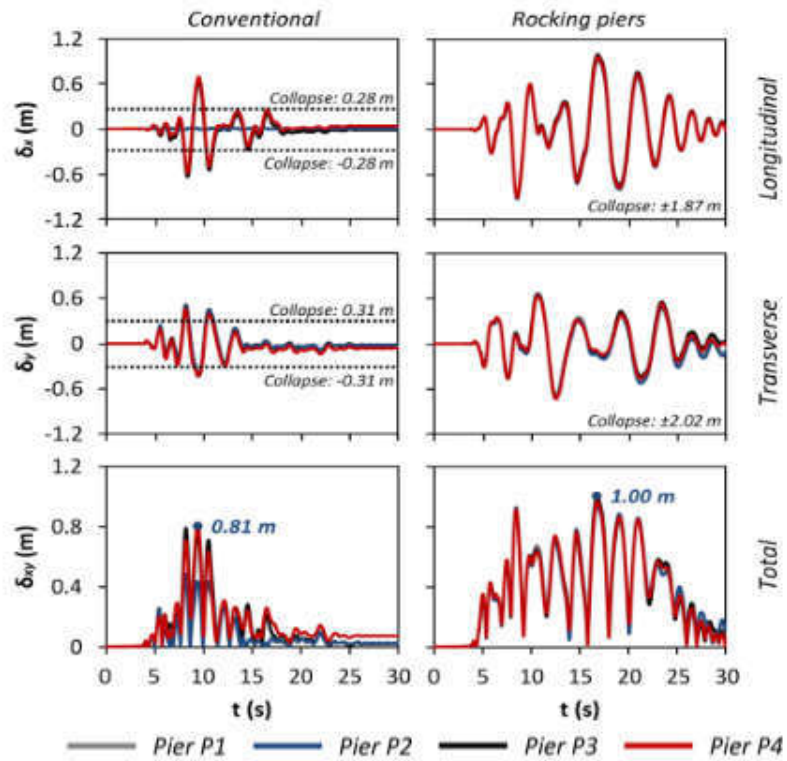 Conventional
Rocking piers
1.2
0.6
0
-0.6
-1.2
δx (m)
Collapse: 0.28 m
Collapse: -0.28 m
Collapse: ±1.87 m
Longitudinal
1.2
0.6
0
-0.6
-1.2
δy (m)
Collapse: 0.31 m
Collapse: -0.31 m
Collapse: ±2.02 m
Transverse
1.2
0.8
0.4
0
δxy (m)
0.81 m
1.00 m
Total
0 5 10 15 20 25 30
0 5 10 15 20 25 30
t (s)
t (s)
Pier P1 Pier P2 Pier P3 Pier P4